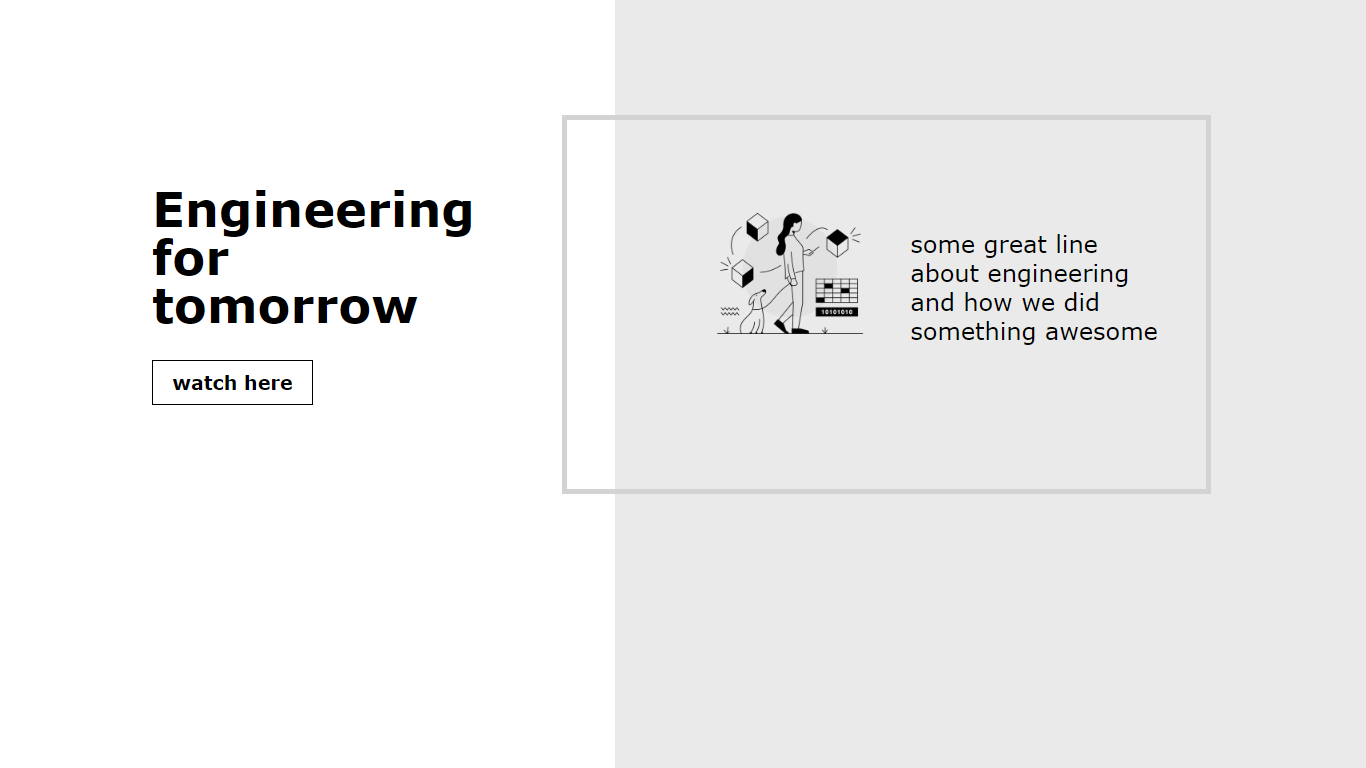 Engineering
for
tomorrow
watch here
10101010
some great line
about engineering
and how we did
something awesome